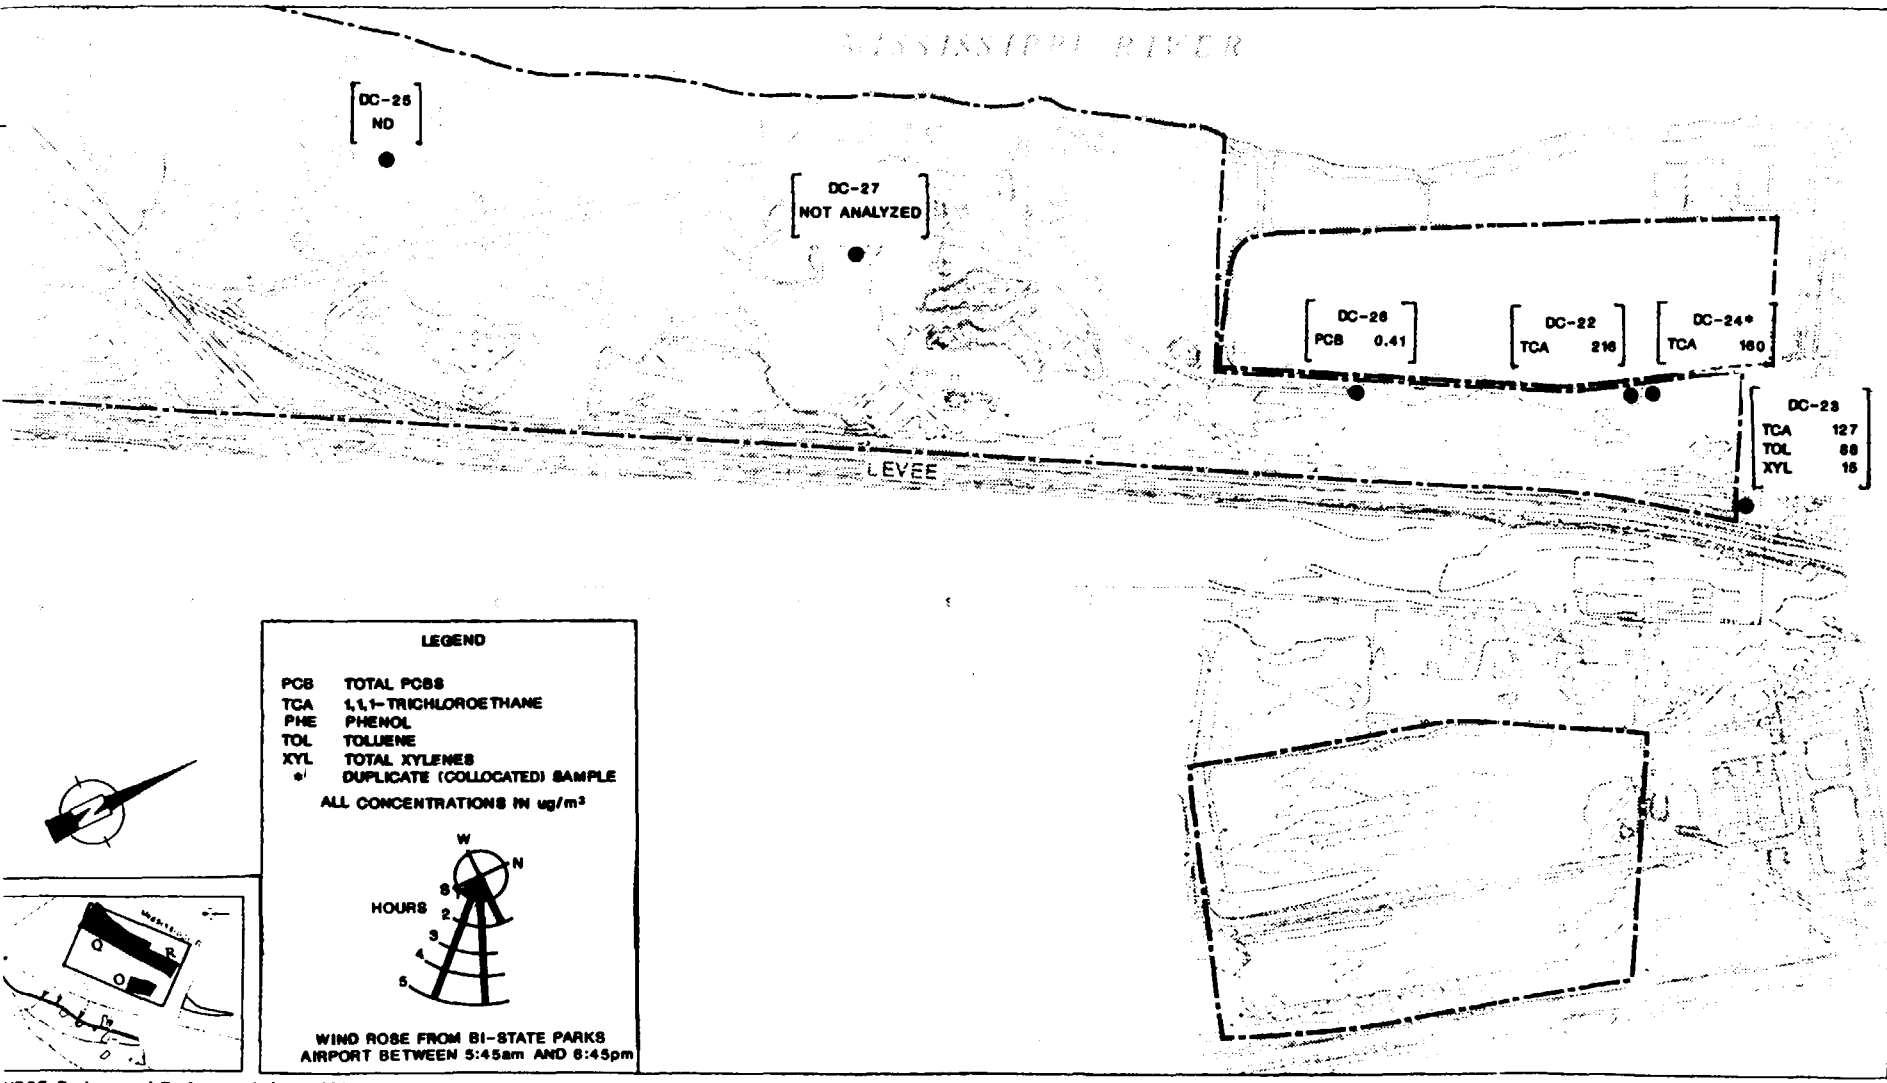 MISSISSIPPI RIVER
DC-25
ND
DC-27
NOT ANALYZED
DC-26
PCB 0.41
DC-22
TCA 216
DC-24*
TCA 160
DC-23
TCA 127
TOL 88
XYL 15
LEVEE
LEGEND
PCB TOTAL PCBS
TCA 1,1,1-TRICHLOROETHANE
PHE PHENOL
TOL TOLUENE
XYL TOTAL XYLENES
* DUPLICATE (COLLOCATED) SAMPLE
ALL CONCENTRATIONS IN ug/m³
W
N
S
HOURS
2
3
4
5
WIND ROSE FROM BI-STATE PARKS
AIRPORT BETWEEN 5:45am AND 6:45pm
Q
R
O